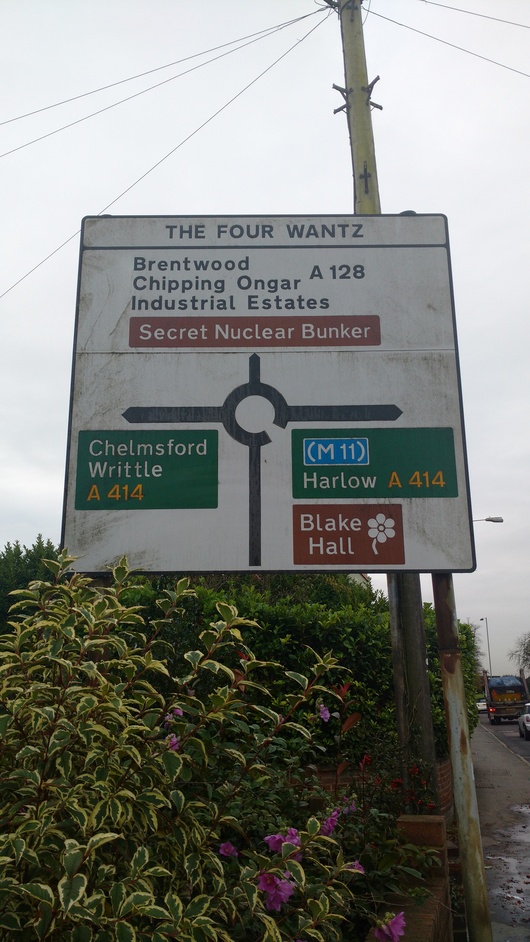 THE FOUR WANTZ
Brentwood
Chipping Ongar A 128
Industrial Estates
Secret Nuclear Bunker
Chelmsford
Writtle
A 414
(M 11)
Harlow A 414
Blake
Hall